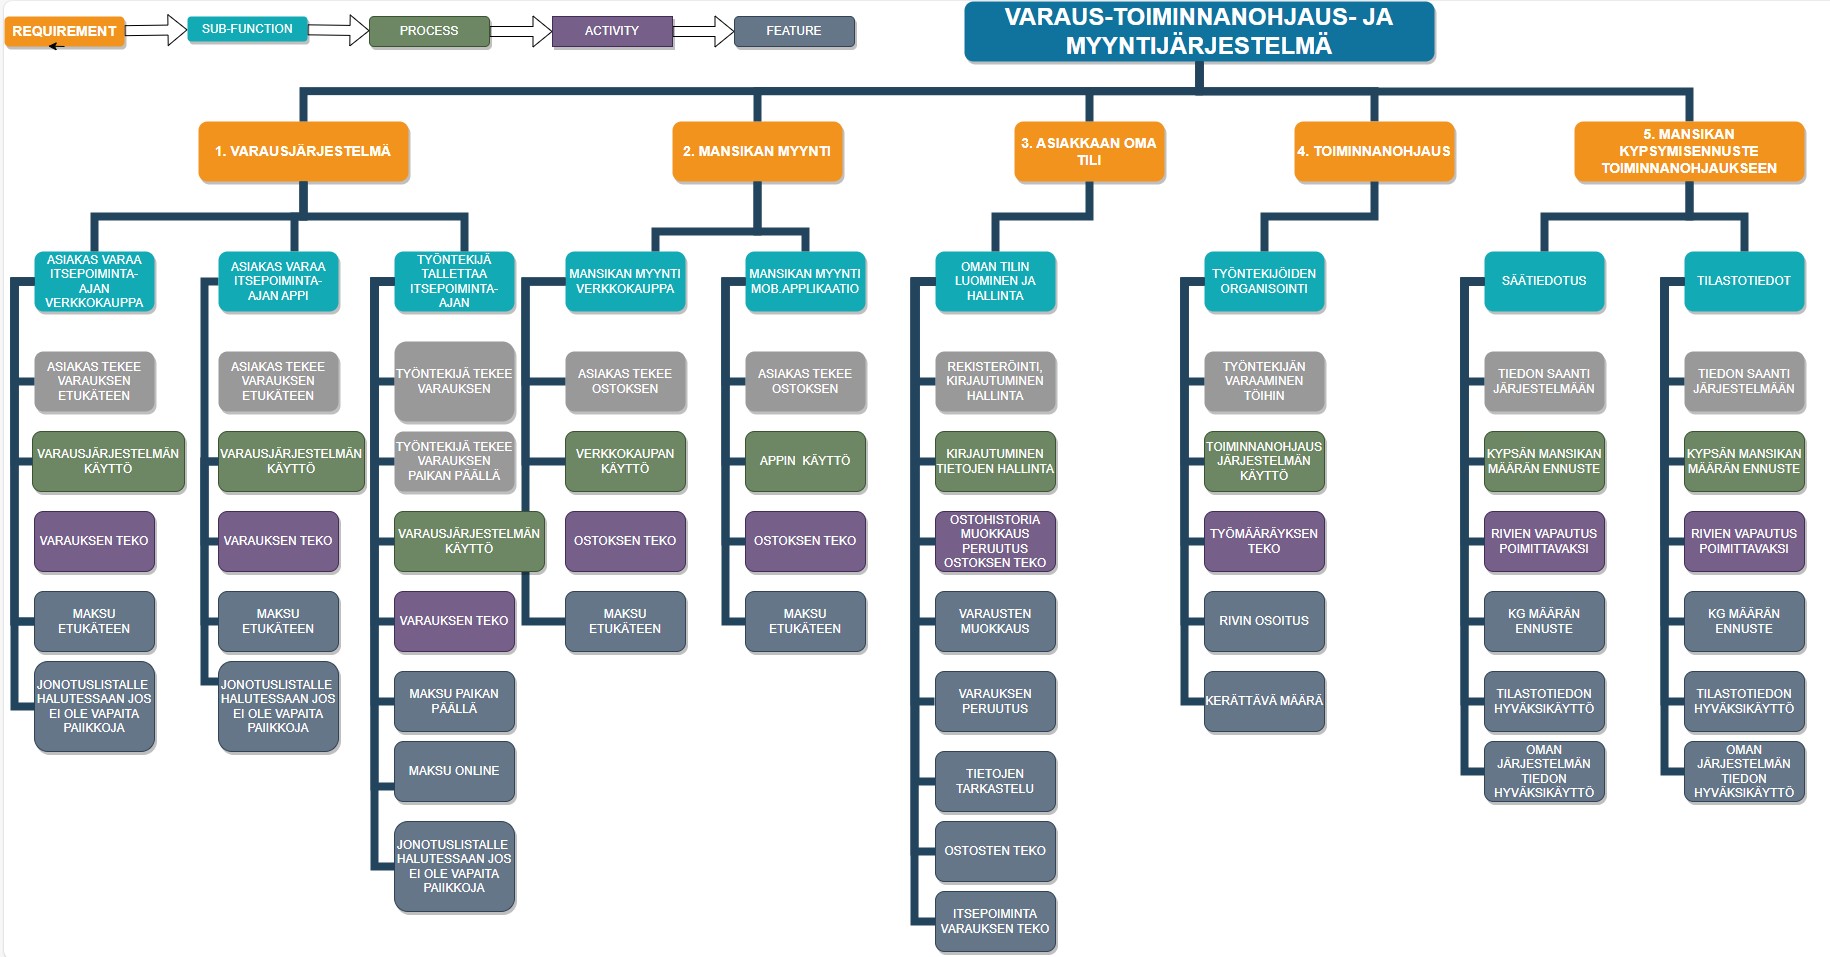 REQUIREMENT
SUB-FUNCTION
PROCESS
ACTIVITY
FEATURE
VARAUS-TOIMINNANOHJAUS- JA
MYYNTIJÄRJESTELMÄ
1. VARAUSJÄRJESTELMÄ
2. MANSIKAN MYYNTI
3. ASIAKKAAN OMA
TILI
4. TOIMINNANOHJAUS
5. MANSIKAN
KYPSYMISENNUSTE
TOIMINNANOHJAUKSEEN
ASIAKAS VARAA
ITSEPOIMINTA-
AJAN
VERKKOKAUPPA
ASIAKAS TEKEE
VARAUKSEN
ETUKÄTEEN
VARAUSJÄRJESTELMÄN
KÄYTTÖ
VARAUKSEN TEKO
MAKSU
ETUKÄTEEN
JONOTUSLISTALLE
HALUTESSAAN JOS
EI OLE VAPAITA
PAIIKKOJA
ASIAKAS VARAA
ITSEPOIMINTA-
AJAN APPI
ASIAKAS TEKEE
VARAUKSEN
ETUKÄTEEN
VARAUSJÄRJESTELMÄN
KÄYTTÖ
VARAUKSEN TEKO
MAKSU
ETUKÄTEEN
JONOTUSLISTALLE
HALUTESSAAN JOS
EI OLE VAPAITA
PAIIKKOJA
TYÖNTEKIJÄ
TALLETTAA
ITSEPOIMINTA-
AJAN
TYÖNTEKIJÄ TEKEE
VARAUKSEN
TYÖNTEKIJÄ TEKEE
VARAUKSEN
PAIKAN PÄÄLLÄ
VARAUSJÄRJESTELMÄN
KÄYTTÖ
VARAUKSEN TEKO
MAKSU PAIKAN
PÄÄLLÄ
MAKSU ONLINE
JONOTUSLISTALLE
HALUTESSAAN JOS
EI OLE VAPAITA
PAIIKKOJA
MANSIKAN MYYNTI
VERKKOKAUPPA
ASIAKAS TEKEE
OSTOKSEN
VERKKOKAUPAN
KÄYTTÖ
OSTOKSEN TEKO
MAKSU
ETUKÄTEEN
MANSIKAN MYYNTI
MOB.APPLIKAATIO
ASIAKAS TEKEE
OSTOKSEN
APPIN KÄYTTÖ
OSTOKSEN TEKO
MAKSU
ETUKÄTEEN
OMAN TILIN
LUOMINEN JA
HALLINTA
REKISTERÖINTI,
KIRJAUTUMINEN
HALLINTA
KIRJAUTUMINEN
TIETOJEN HALLINTA
OSTOHISTORIA
MUOKKAUS
PERUUTUS
OSTOKSEN TEKO
VARAUSTEN
MUOKKAUS
VARAUKSEN
PERUUTUS
TIETOJEN
TARKASTELU
OSTOSTEN TEKO
ITSEPOIMINTA
VARAUKSEN TEKO
TYÖNTEKIJÖIDEN
ORGANISOINTI
TYÖNTEKIJÄN
VARAAMINEN
TÖIHIN
TOIMINNANOHJAUS
JÄRJESTELMÄN
KÄYTTÖ
TYÖMÄÄRÄYKSEN
TEKO
RIVIN OSOITUS
KERÄTTÄVÄ MÄÄRÄ
SÄÄTIEDOTUS
TIEDON SAANTI
JÄRJESTELMÄÄN
KYPSÄN MANSIKAN
MÄÄRÄN ENNUSTE
RIVIEN VAPAUTUS
POIMITTAVAKSI
KG MÄÄRÄN
ENNUSTE
TILASTOTIEDON
HYVÄKSIKÄYTTÖ
OMAN
JÄRJESTELMÄN
TIEDON
HYVÄKSIKÄYTTÖ
TILASTOTIEDOT
TIEDON SAANTI
JÄRJESTELMÄÄN
KYPSÄN MANSIKAN
MÄÄRÄN ENNUSTE
RIVIEN VAPAUTUS
POIMITTAVAKSI
KG MÄÄRÄN
ENNUSTE
TILASTOTIEDON
HYVÄKSIKÄYTTÖ
OMAN
JÄRJESTELMÄN
TIEDON
HYVÄKSIKÄYTTÖ